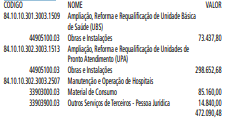 CODIGO NOME VALOR
84.10.10.301.3003.1509 Ampliação, Reforma e Requalificação de Unidade Básica
de Saúde (UBS)
44905100.03 Obras e Instalações 73.437,80
84.10.10.302.3003.1513 Ampliação, Reforma e Requalificação de Unidades de
Pronto Atendimento (UPA)
44905100.03 Obras e Instalações 298.652,68
84.10.10.302.3003.2507 Manutenção e Operação de Hospitais
33903000.03 Material de Consumo 85.160,00
33903900.03 Outros Serviços de Terceiros - Pessoa Jurídica 14.840,00
472.090,48